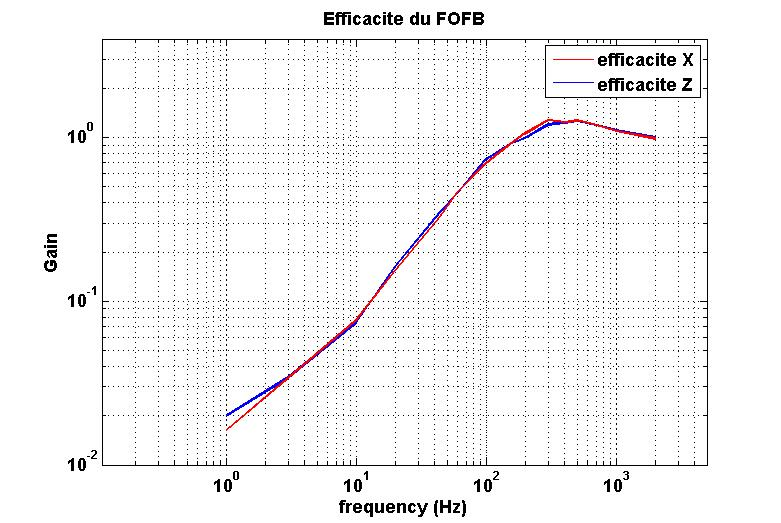 Efficacite du FOFB
efficacite X
efficacite Z
10^0
10^-1
10^-2
Gain
10^0 10^1 10^2 10^3
frequency (Hz)